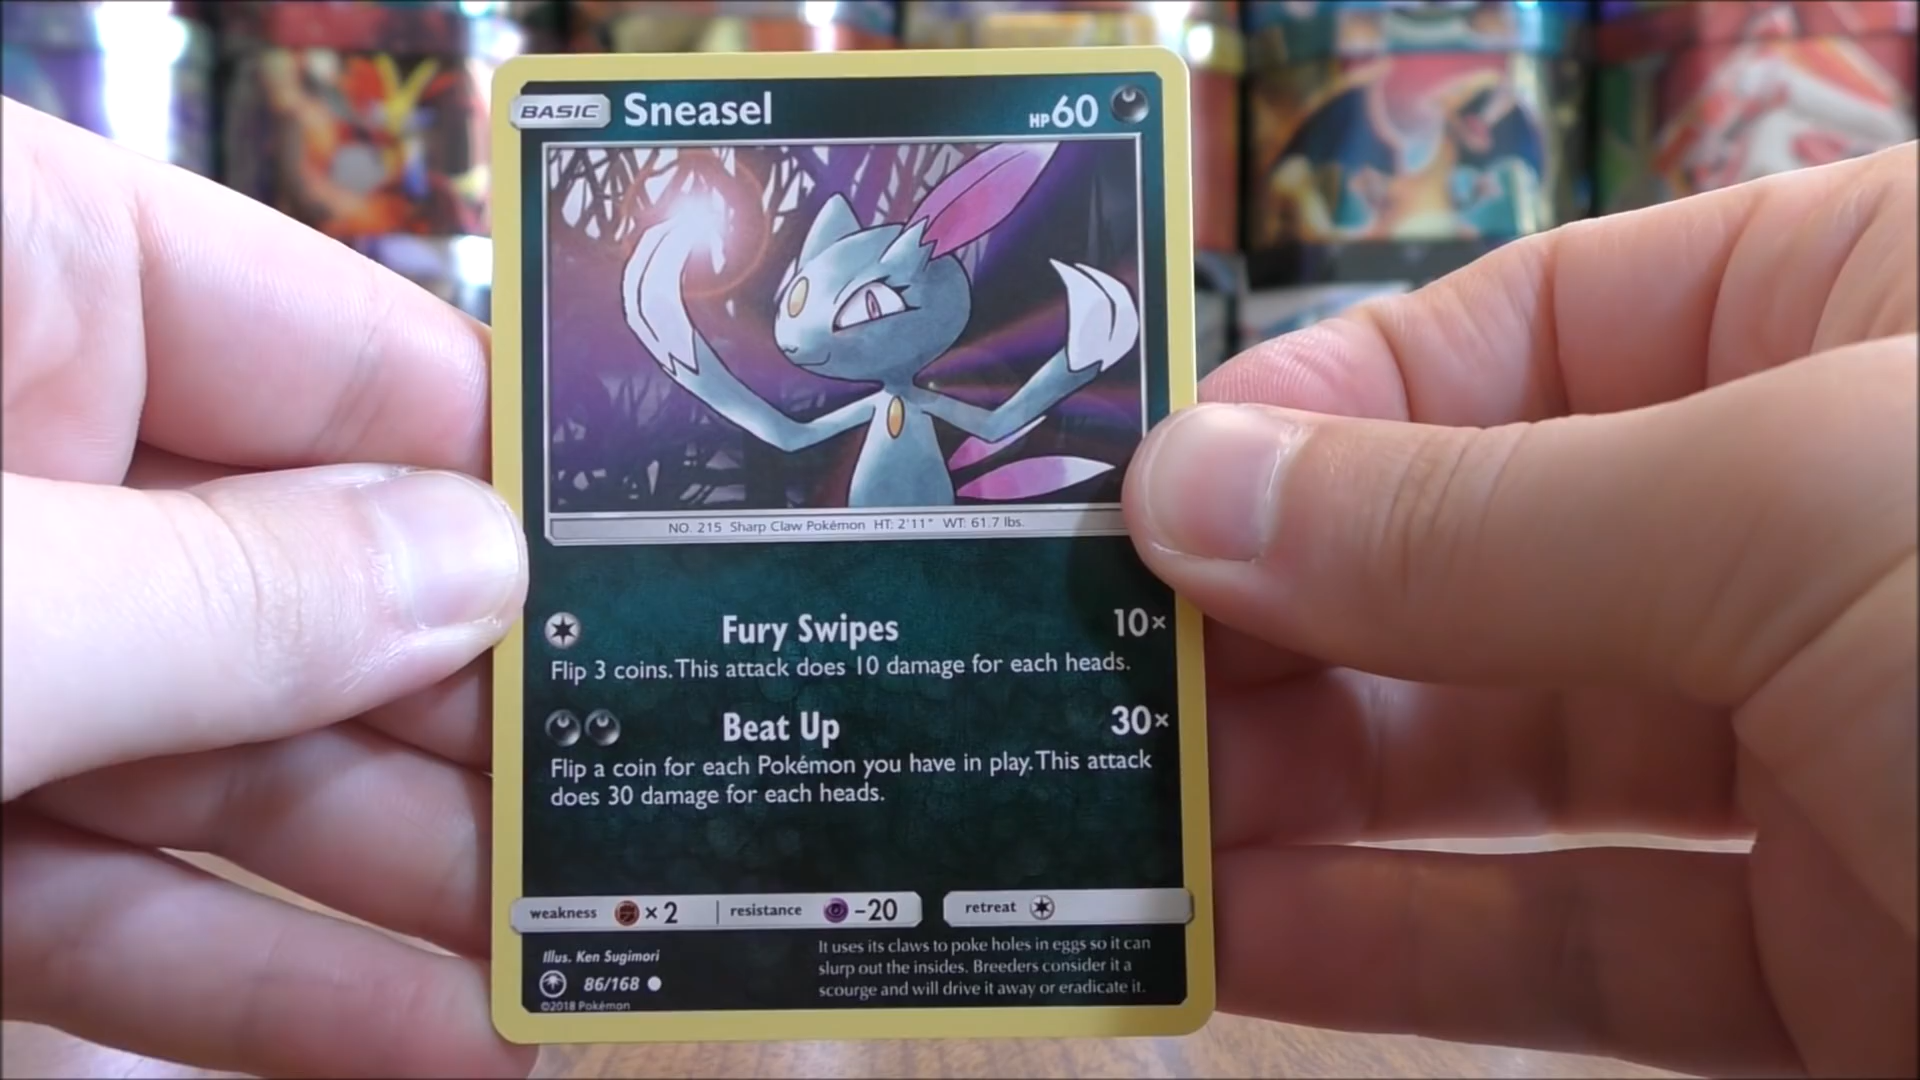 BASIC Sneasel HP60
NO. 215 Sharp Claw Pokémon HT: 2'11" WT: 61.7 lbs.
Fury Swipes 10×
Flip 3 coins. This attack does 10 damage for each heads.
Beat Up 30×
Flip a coin for each Pokémon you have in play. This attack
does 30 damage for each heads.
weakness ×2 resistance -20 retreat
Illus. Ken Sugimori
86/168
©2018 Pokémon
It uses its claws to poke holes in eggs so it can
slurp out the insides. Breeders consider it a
scourge and will drive it away or eradicate it.